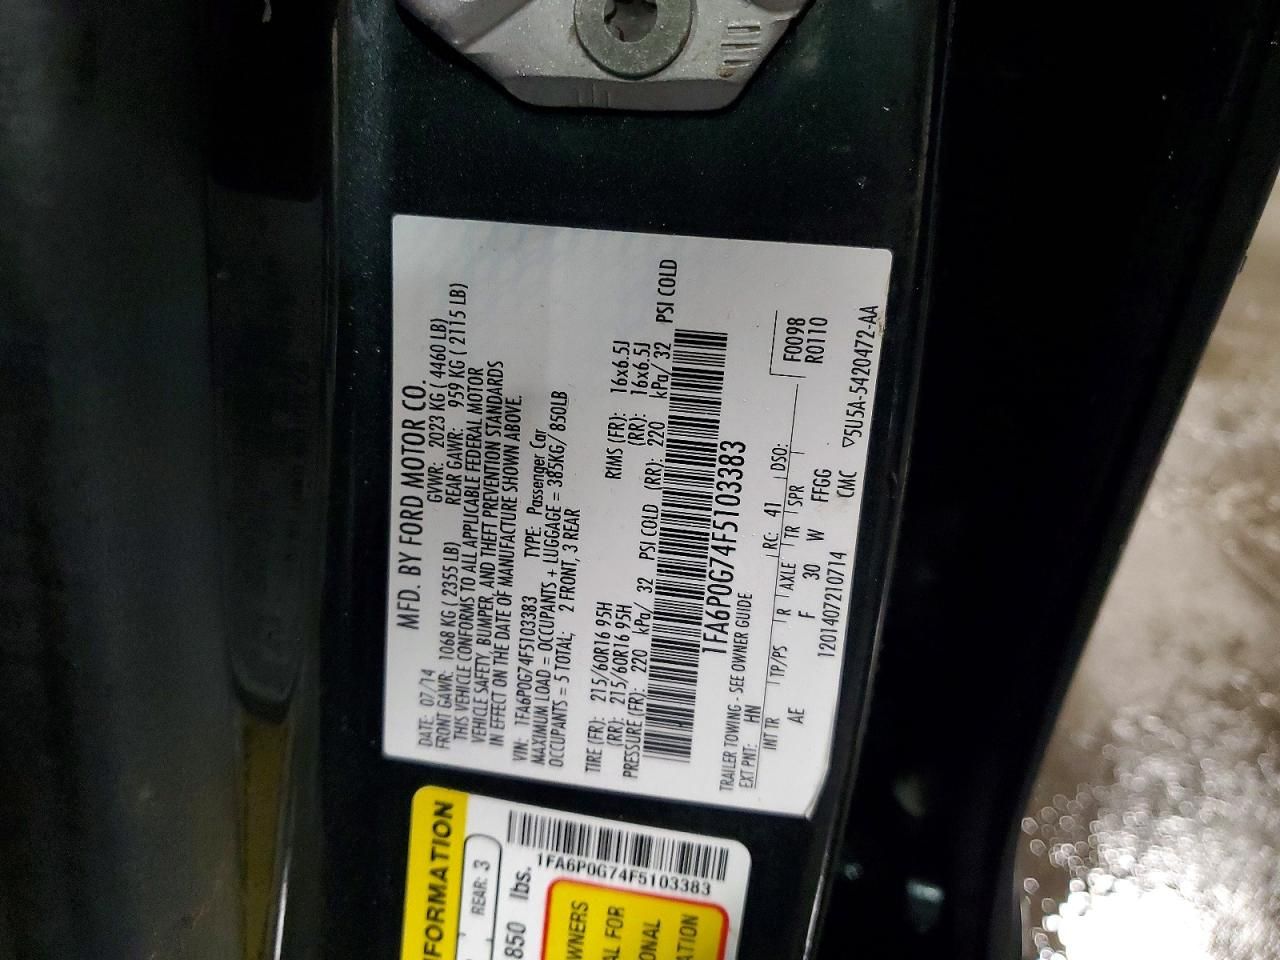 MFD. BY FORD MOTOR CO.
DATE: 07/14 GVWR: 2023 KG ( 4460 LB)
FRONT GAWR: 1068 KG ( 2355 LB) REAR GAWR: 959 KG ( 2115 LB)
THIS VEHICLE CONFORMS TO ALL APPLICABLE FEDERAL MOTOR
VEHICLE SAFETY, BUMPER, AND THEFT PREVENTION STANDARDS
IN EFFECT ON THE DATE OF MANUFACTURE SHOWN ABOVE.
VIN: 1FA6P0G74F5103383 TYPE: Passenger Car
MAXIMUM LOAD = OCCUPANTS + LUGGAGE = 385KG/ 850LB
OCCUPANTS = 5 TOTAL; 2 FRONT, 3 REAR
TIRE (FR): 215/60R16 95H RIMS (FR): 16x6.5J
(RR): 215/60R16 95H (RR): 16x6.5J
PRESSURE (FR): 220 kPa/ 32 PSI COLD (RR): 220 kPa/ 32 PSI COLD
1FA6P0G74F5103383
TRAILER TOWING - SEE OWNER GUIDE
EXT PNT: HN RC: 41 DSO: F0098
R0110
INT TR TP/PS R AXLE TR SPR
AE F 30 W FFGG
1201407210714 CMC ▽5U5A-5420472-AA
FORMATION
REAR: 3
850 lbs.
1FA6P0G74F5103383
WNERS
AL FOR
ONAL
ATION